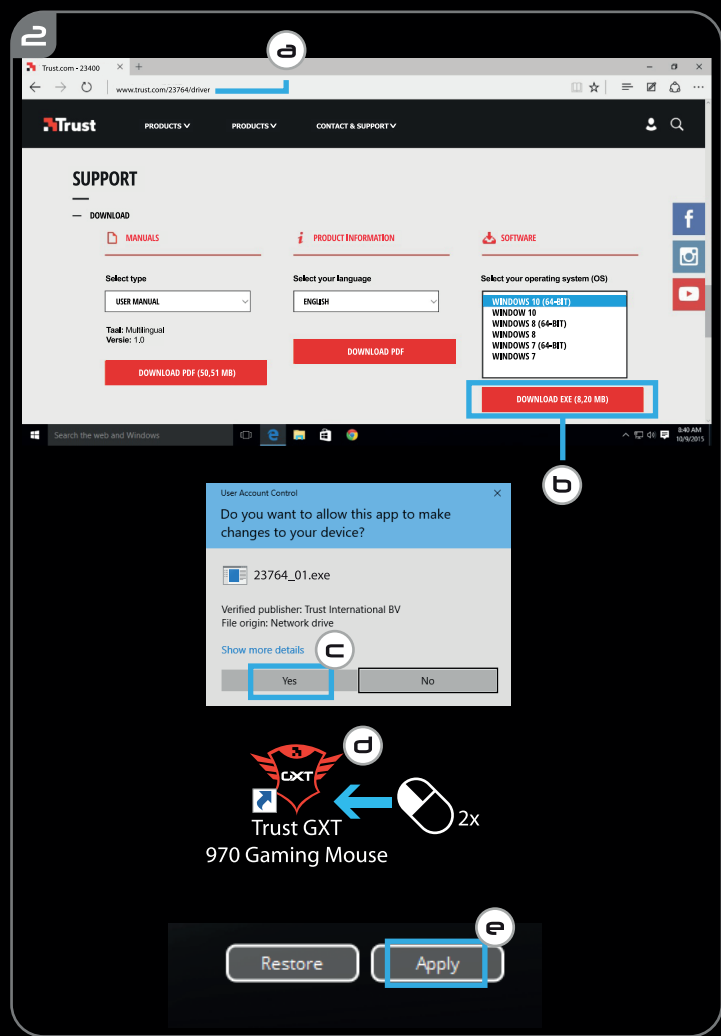 2
a
Trust.com - 23400
www.trust.com/23764/driver
Trust PRODUCTS PRODUCTS CONTACT & SUPPORT
SUPPORT
DOWNLOAD
MANUALS
Select type
USER MANUAL
Taal: Multilingual
Versie: 1.0
DOWNLOAD PDF (50,51 MB)
i PRODUCT INFORMATION
Select your language
ENGLISH
DOWNLOAD PDF
SOFTWARE
Select your operating system (OS)
WINDOWS 10 (64-BIT)
WINDOW 10
WINDOWS 8 (64-BIT)
WINDOWS 8
WINDOWS 7 (64-BIT)
WINDOWS 7
DOWNLOAD EXE (8,20 MB)
f
Search the web and Windows
8:40 AM
10/9/2015
b
User Account Control
Do you want to allow this app to make
changes to your device?
23764_01.exe
Verified publisher: Trust International BV
File origin: Network drive
Show more details
c
Yes No
d
GXT
2x
Trust GXT
970 Gaming Mouse
e
Restore Apply